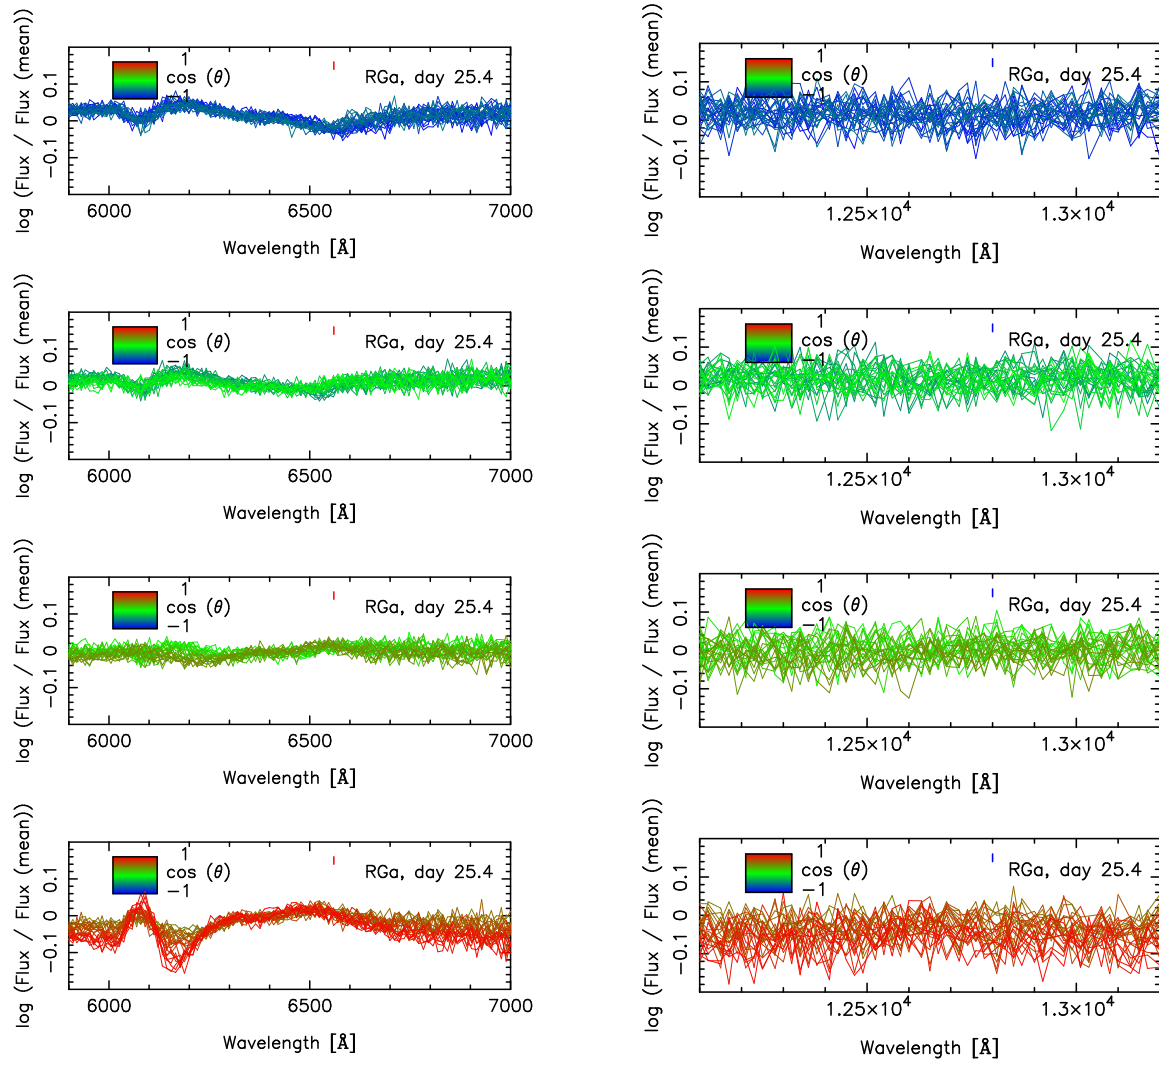 log (Flux / Flux (mean))
0.1
0
−0.1
1
cos (θ)
−1
RGa, day 25.4
6000
6500
7000
Wavelength [Å]
log (Flux / Flux (mean))
0.1
0
−0.1
1
cos (θ)
−1
RGa, day 25.4
1.25×10⁴
1.3×10⁴
Wavelength [Å]
log (Flux / Flux (mean))
0.1
0
−0.1
1
cos (θ)
−1
RGa, day 25.4
6000
6500
7000
Wavelength [Å]
log (Flux / Flux (mean))
0.1
0
−0.1
1
cos (θ)
−1
RGa, day 25.4
1.25×10⁴
1.3×10⁴
Wavelength [Å]
log (Flux / Flux (mean))
0.1
0
−0.1
1
cos (θ)
−1
RGa, day 25.4
6000
6500
7000
Wavelength [Å]
log (Flux / Flux (mean))
0.1
0
−0.1
1
cos (θ)
−1
RGa, day 25.4
1.25×10⁴
1.3×10⁴
Wavelength [Å]
log (Flux / Flux (mean))
0.1
0
−0.1
1
cos (θ)
−1
RGa, day 25.4
6000
6500
7000
Wavelength [Å]
log (Flux / Flux (mean))
0.1
0
−0.1
1
cos (θ)
−1
RGa, day 25.4
1.25×10⁴
1.3×10⁴
Wavelength [Å]